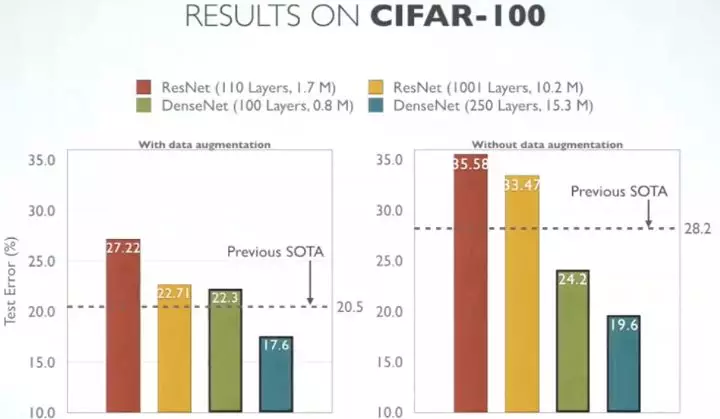 RESULTS ON CIFAR-100
ResNet (110 Layers, 1.7 M)
ResNet (1001 Layers, 10.2 M)
DenseNet (100 Layers, 0.8 M)
DenseNet (250 Layers, 15.3 M)
With data augmentation
Test Error (%)
35.0
30.0
25.0
20.0
15.0
10.0
27.22
22.71
22.3
17.6
Previous SOTA
20.5
Without data augmentation
35.0
30.0
25.0
20.0
15.0
10.0
35.58
33.47
24.2
19.6
Previous SOTA
28.2